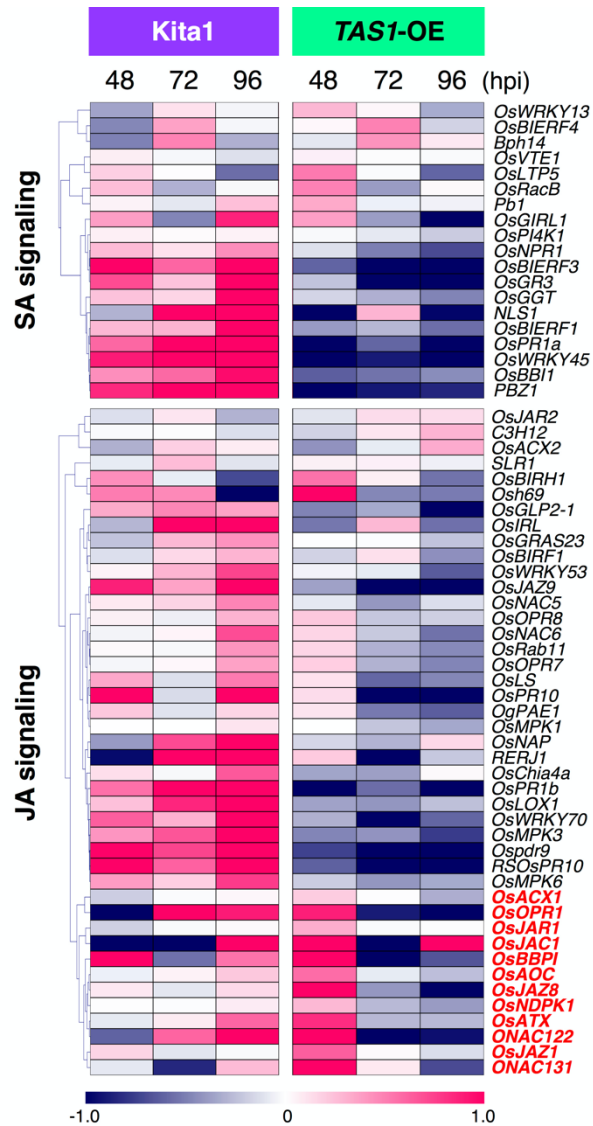 Kita1 TAS1-OE
48 72 96 48 72 96 (hpi)
SA signaling
OsWRKY13
OsBIERF4
Bph14
OsVTE1
OsLTP5
OsRacB
Pb1
OsGIRL1
OsPI4K1
OsNPR1
OsBIERF3
OsGR3
OsGGT
NLS1
OsBIERF1
OsPR1a
OsWRKY45
OsBBI1
PBZ1
JA signaling
OsJAR2
C3H12
OsACX2
SLR1
OsBIRH1
Osh69
OsGLP2-1
OsIRL
OsGRAS23
OsBIRF1
OsWRKY53
OsJAZ9
OsNAC5
OsOPR8
OsNAC6
OsRab11
OsOPR7
OsLS
OsPR10
OgPAE1
OsMPK1
OsNAP
RERJ1
OsChia4a
OsPR1b
OsLOX1
OsWRKY70
OsMPK3
Ospdr9
RSOsPR10
OsMPK6
OsACX1
OsOPR1
OsJAR1
OsJAC1
OsBBPI
OsAOC
OsJAZ8
OsNDPK1
OsATX
ONAC122
OsJAZ1
ONAC131
-1.0 0 1.0